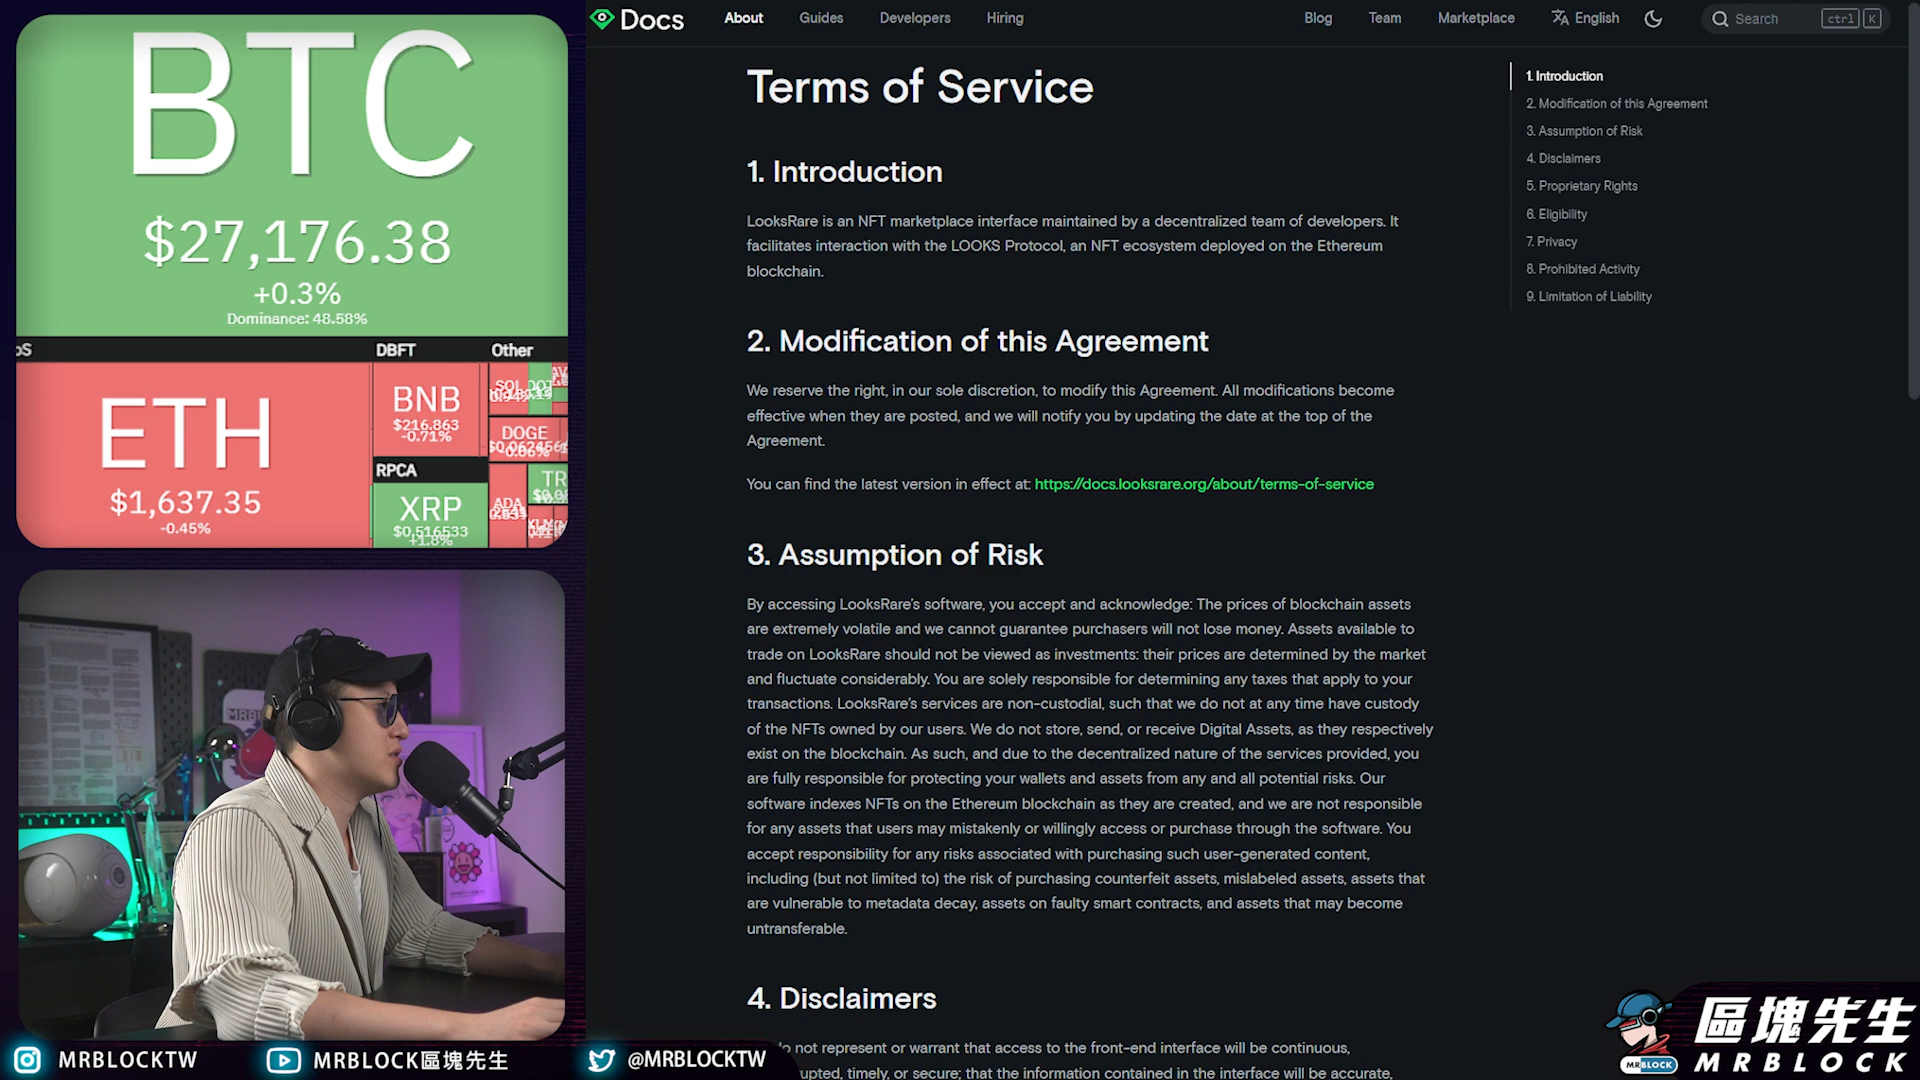 BTC
$27,176.38
+0.3%
Dominance: 48.58%
DBFT
Other
ETH
$1,637.35
-0.45%
BNB
$216.863
-0.71%
DOGE
RPCA
XRP
$0.516533
+1.8%
ADA
Docs
About
Guides
Developers
Hiring
Blog
Team
Marketplace
English
Search
ctrl
K
Terms of Service
1. Introduction
LooksRare is an NFT marketplace interface maintained by a decentralized team of developers. It
facilitates interaction with the LOOKS Protocol, an NFT ecosystem deployed on the Ethereum
blockchain.
2. Modification of this Agreement
We reserve the right, in our sole discretion, to modify this Agreement. All modifications become
effective when they are posted, and we will notify you by updating the date at the top of the
Agreement.
You can find the latest version in effect at: https://docs.looksrare.org/about/terms-of-service
3. Assumption of Risk
By accessing LooksRare's software, you accept and acknowledge: The prices of blockchain assets
are extremely volatile and we cannot guarantee purchasers will not lose money. Assets available to
trade on LooksRare should not be viewed as investments: their prices are determined by the market
and fluctuate considerably. You are solely responsible for determining any taxes that apply to your
transactions. LooksRare's services are non-custodial, such that we do not at any time have custody
of the NFTs owned by our users. We do not store, send, or receive Digital Assets, as they respectively
exist on the blockchain. As such, and due to the decentralized nature of the services provided, you
are fully responsible for protecting your wallets and assets from any and all potential risks. Our
software indexes NFTs on the Ethereum blockchain as they are created, and we are not responsible
for any assets that users may mistakenly or willingly access or purchase through the software. You
accept responsibility for any risks associated with purchasing such user-generated content,
including (but not limited to) the risk of purchasing counterfeit assets, mislabeled assets, assets that
are vulnerable to metadata decay, assets on faulty smart contracts, and assets that may become
untransferable.
4. Disclaimers
o not represent or warrant that access to the front-end interface will be continuous,
upted, timely, or secure; that the information contained in the interface will be accurate,
1. Introduction
2. Modification of this Agreement
3. Assumption of Risk
4. Disclaimers
5. Proprietary Rights
6. Eligibility
7. Privacy
8. Prohibited Activity
9. Limitation of Liability
MRBLOCKTW
MRBLOCK區塊先生
@MRBLOCKTW
MRBLOCK
區塊先生
MRBLOCK